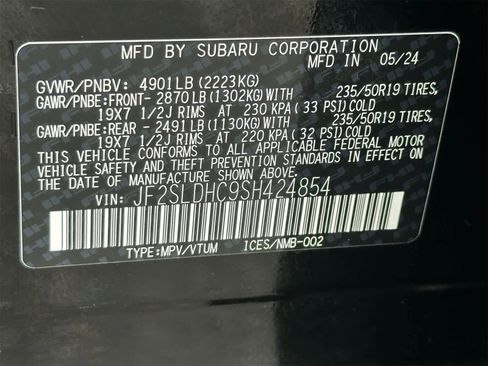 MFD BY SUBARU CORPORATION
MFD IN 05/24
GVWR/PNBV: 4901LB(2223KG)
GAWR/PNBE:FRONT- 2870LB(1302KG)WITH 235/50R19 TIRES,
19X7 1/2J RIMS AT 230 KPA(33 PSI)COLD
GAWR/PNBE:REAR - 2491LB(1130KG)WITH 235/50R19 TIRES,
19X7 1/2J RIMS AT 220 KPA(32 PSI)COLD
THIS VEHICLE CONFORMS TO ALL APPLICABLE FEDERAL MOTOR
VEHICLE SAFETY AND THEFT PREVENTION STANDARDS IN EFFECT ON
THE DATE OF MANUFACTURE SHOWN ABOVE.
VIN: JF2SLDHC9SH424854
TYPE:MPV/VTUM ICES/NMB-002